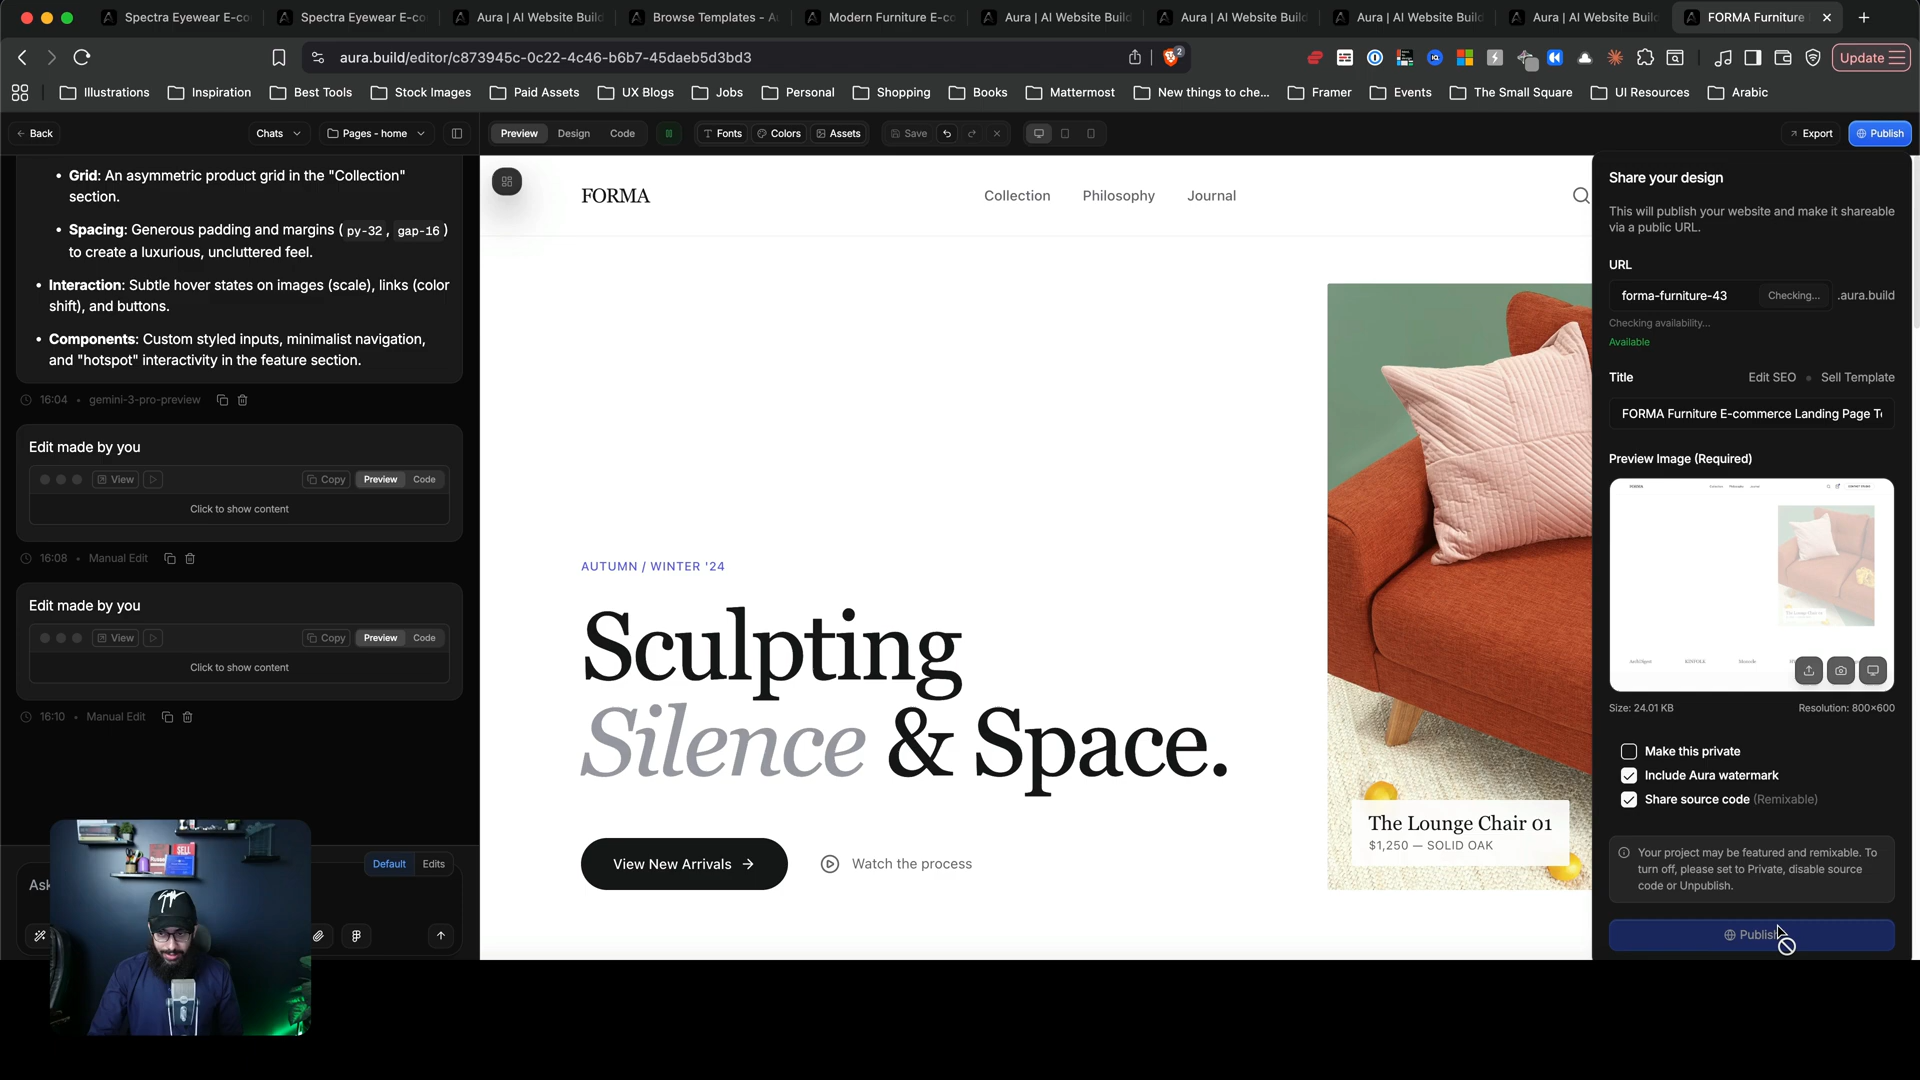 Spectra Eyewear E-co
Spectra Eyewear E-co
Aura | AI Website Build
Browse Templates - A
Modern Furniture E-co
Aura | AI Website Build
Aura | AI Website Build
Aura | AI Website Build
Aura | AI Website Buil
FORMA Furniture
aura.build/editor/c873945c-0c22-4c46-b6b7-45daeb5d3bd3
2
Update
Illustrations
Inspiration
Best Tools
Stock Images
Paid Assets
UX Blogs
Jobs
Personal
Shopping
Books
Mattermost
New things to che...
Framer
Events
The Small Square
UI Resources
Arabic
Back
Chats
Pages - home
Preview
Design
Code
Fonts
Colors
Assets
Save
Export
Publish
• Grid: An asymmetric product grid in the "Collection"
section.
• Spacing: Generous padding and margins ( py-32 , gap-16 )
to create a luxurious, uncluttered feel.
• Interaction: Subtle hover states on images (scale), links (color
shift), and buttons.
• Components: Custom styled inputs, minimalist navigation,
and "hotspot" interactivity in the feature section.
16:04 • gemini-3-pro-preview
Edit made by you
View
Copy
Preview
Code
Click to show content
16:08 • Manual Edit
Edit made by you
View
Copy
Preview
Code
Click to show content
16:10 • Manual Edit
Default
Edits
Ask
FORMA
Collection
Philosophy
Journal
AUTUMN / WINTER '24
Sculpting
Silence & Space.
View New Arrivals
Watch the process
The Lounge Chair 01
$1,250 — SOLID OAK
Share your design
This will publish your website and make it shareable
via a public URL.
URL
forma-furniture-43
Checking...
.aura.build
Checking availability...
Available
Title
Edit SEO • Sell Template
FORMA Furniture E-commerce Landing Page Te
Preview Image (Required)
Size: 24.01 KB
Resolution: 800×600
Make this private
Include Aura watermark
Share source code (Remixable)
Your project may be featured and remixable. To
turn off, please set to Private, disable source
code or Unpublish.
Publish